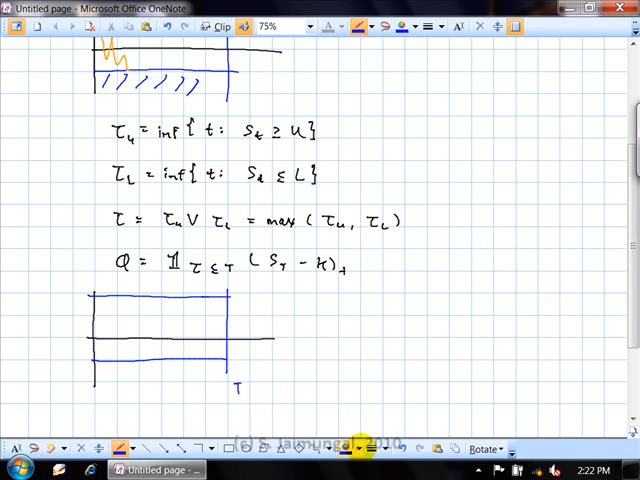 Untitled page - Microsoft Office OneNote
75%
τ_u = inf{ t: S_t ≥ U}
τ_L = inf{ t: S_t ≤ L}
τ = τ_u ∨ τ_L = max( τ_u, τ_L)
φ = 𝟙_{τ ≤ T} ( S_T - K)_+
T
(c) S. Jaimungal, 2010
Rotate
Untitled page - Micr...
2:22 PM